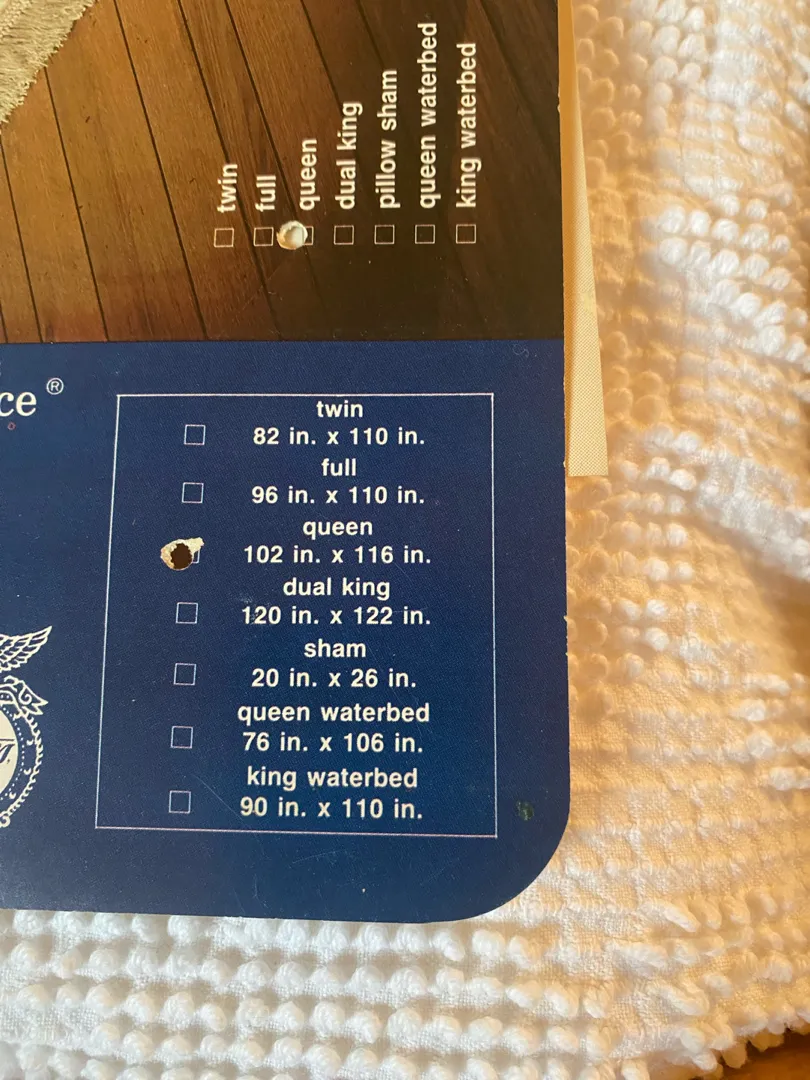 twin
full
queen
dual king
pillow sham
queen waterbed
king waterbed
ce ®
twin
82 in. x 110 in.
full
96 in. x 110 in.
queen
102 in. x 116 in.
dual king
120 in. x 122 in.
sham
20 in. x 26 in.
queen waterbed
76 in. x 106 in.
king waterbed
90 in. x 110 in.